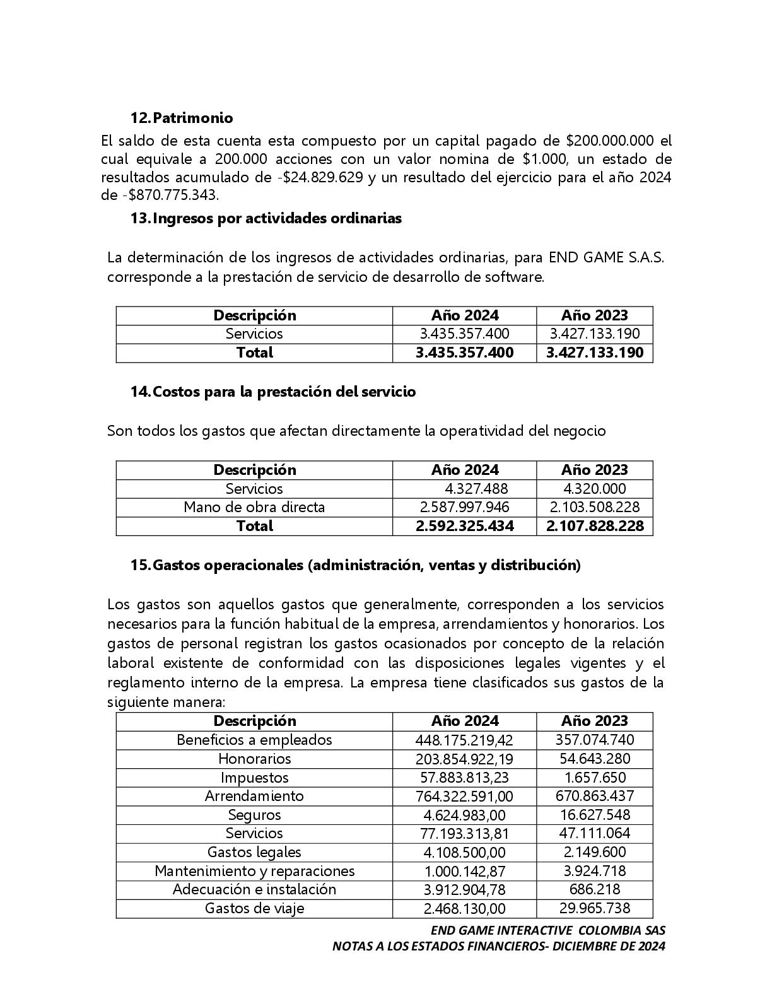 12. Patrimonio
El saldo de esta cuenta esta compuesto por un capital pagado de $200.000.000 el
cual equivale a 200.000 acciones con un valor nomina de $1.000, un estado de
resultados acumulado de -$24.829.629 y un resultado del ejercicio para el año 2024
de -$870.775.343.
13. Ingresos por actividades ordinarias
La determinación de los ingresos de actividades ordinarias, para END GAME S.A.S.
corresponde a la prestación de servicio de desarrollo de software.
Descripción Año 2024 Año 2023
Servicios 3.435.357.400 3.427.133.190
Total 3.435.357.400 3.427.133.190
14. Costos para la prestación del servicio
Son todos los gastos que afectan directamente la operatividad del negocio
Descripción Año 2024 Año 2023
Servicios 4.327.488 4.320.000
Mano de obra directa 2.587.997.946 2.103.508.228
Total 2.592.325.434 2.107.828.228
15. Gastos operacionales (administración, ventas y distribución)
Los gastos son aquellos gastos que generalmente, corresponden a los servicios
necesarios para la función habitual de la empresa, arrendamientos y honorarios. Los
gastos de personal registran los gastos ocasionados por concepto de la relación
laboral existente de conformidad con las disposiciones legales vigentes y el
reglamento interno de la empresa. La empresa tiene clasificados sus gastos de la
siguiente manera:
Descripción Año 2024 Año 2023
Beneficios a empleados 448.175.219,42 357.074.740
Honorarios 203.854.922,19 54.643.280
Impuestos 57.883.813,23 1.657.650
Arrendamiento 764.322.591,00 670.863.437
Seguros 4.624.983,00 16.627.548
Servicios 77.193.313,81 47.111.064
Gastos legales 4.108.500,00 2.149.600
Mantenimiento y reparaciones 1.000.142,87 3.924.718
Adecuación e instalación 3.912.904,78 686.218
Gastos de viaje 2.468.130,00 29.965.738
END GAME INTERACTIVE COLOMBIA SAS
NOTAS A LOS ESTADOS FINANCIEROS- DICIEMBRE DE 2024